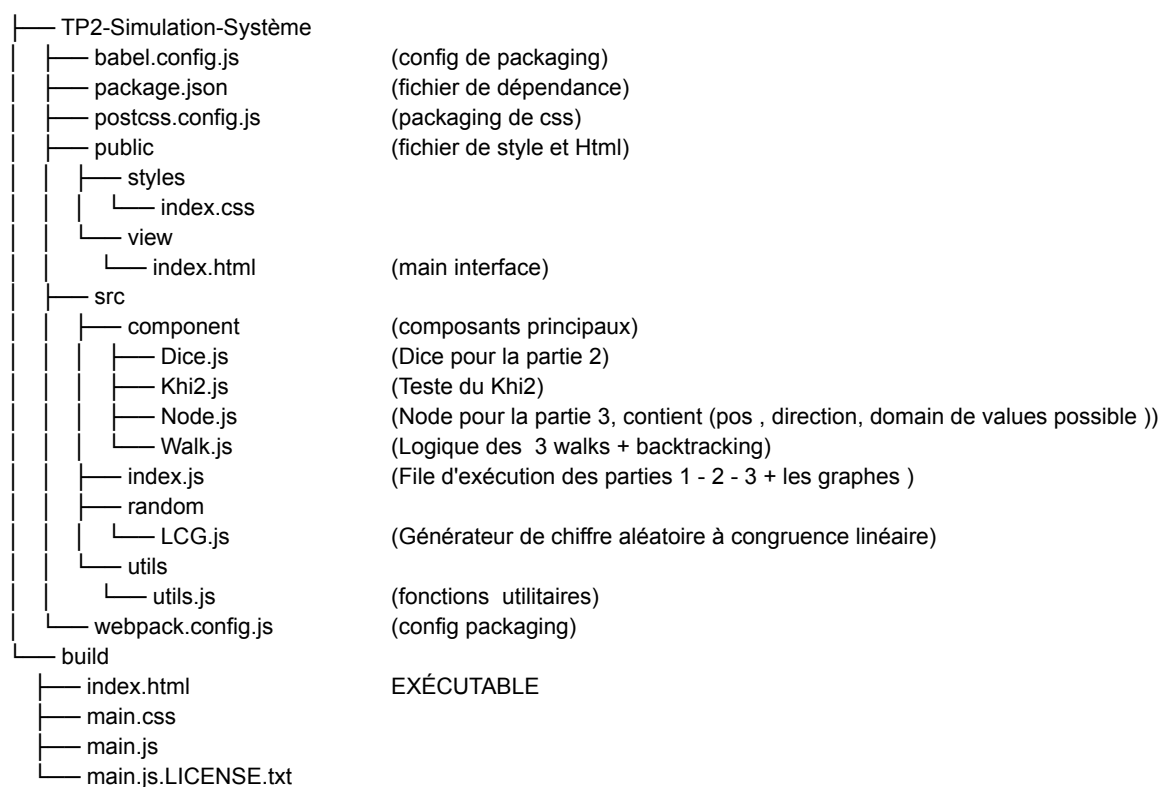 ├── TP2-Simulation-Système
│ ├── babel.config.js (config de packaging)
│ ├── package.json (fichier de dépendance)
│ ├── postcss.config.js (packaging de css)
│ ├── public (fichier de style et Html)
│ │ ├── styles
│ │ │ └── index.css
│ │ └── view
│ │ └── index.html (main interface)
│ ├── src
│ │ ├── component (composants principaux)
│ │ │ ├── Dice.js (Dice pour la partie 2)
│ │ │ ├── Khi2.js (Teste du Khi2)
│ │ │ ├── Node.js (Node pour la partie 3, contient (pos , direction, domain de values possible ))
│ │ │ └── Walk.js (Logique des 3 walks + backtracking)
│ │ ├── index.js (File d'exécution des parties 1 - 2 - 3 + les graphes )
│ │ ├── random
│ │ │ └── LCG.js (Générateur de chiffre aléatoire à congruence linéaire)
│ │ └── utils
│ │ └── utils.js (fonctions utilitaires)
│ └── webpack.config.js (config packaging)
└── build
├── index.html EXÉCUTABLE
├── main.css
├── main.js
└── main.js.LICENSE.txt